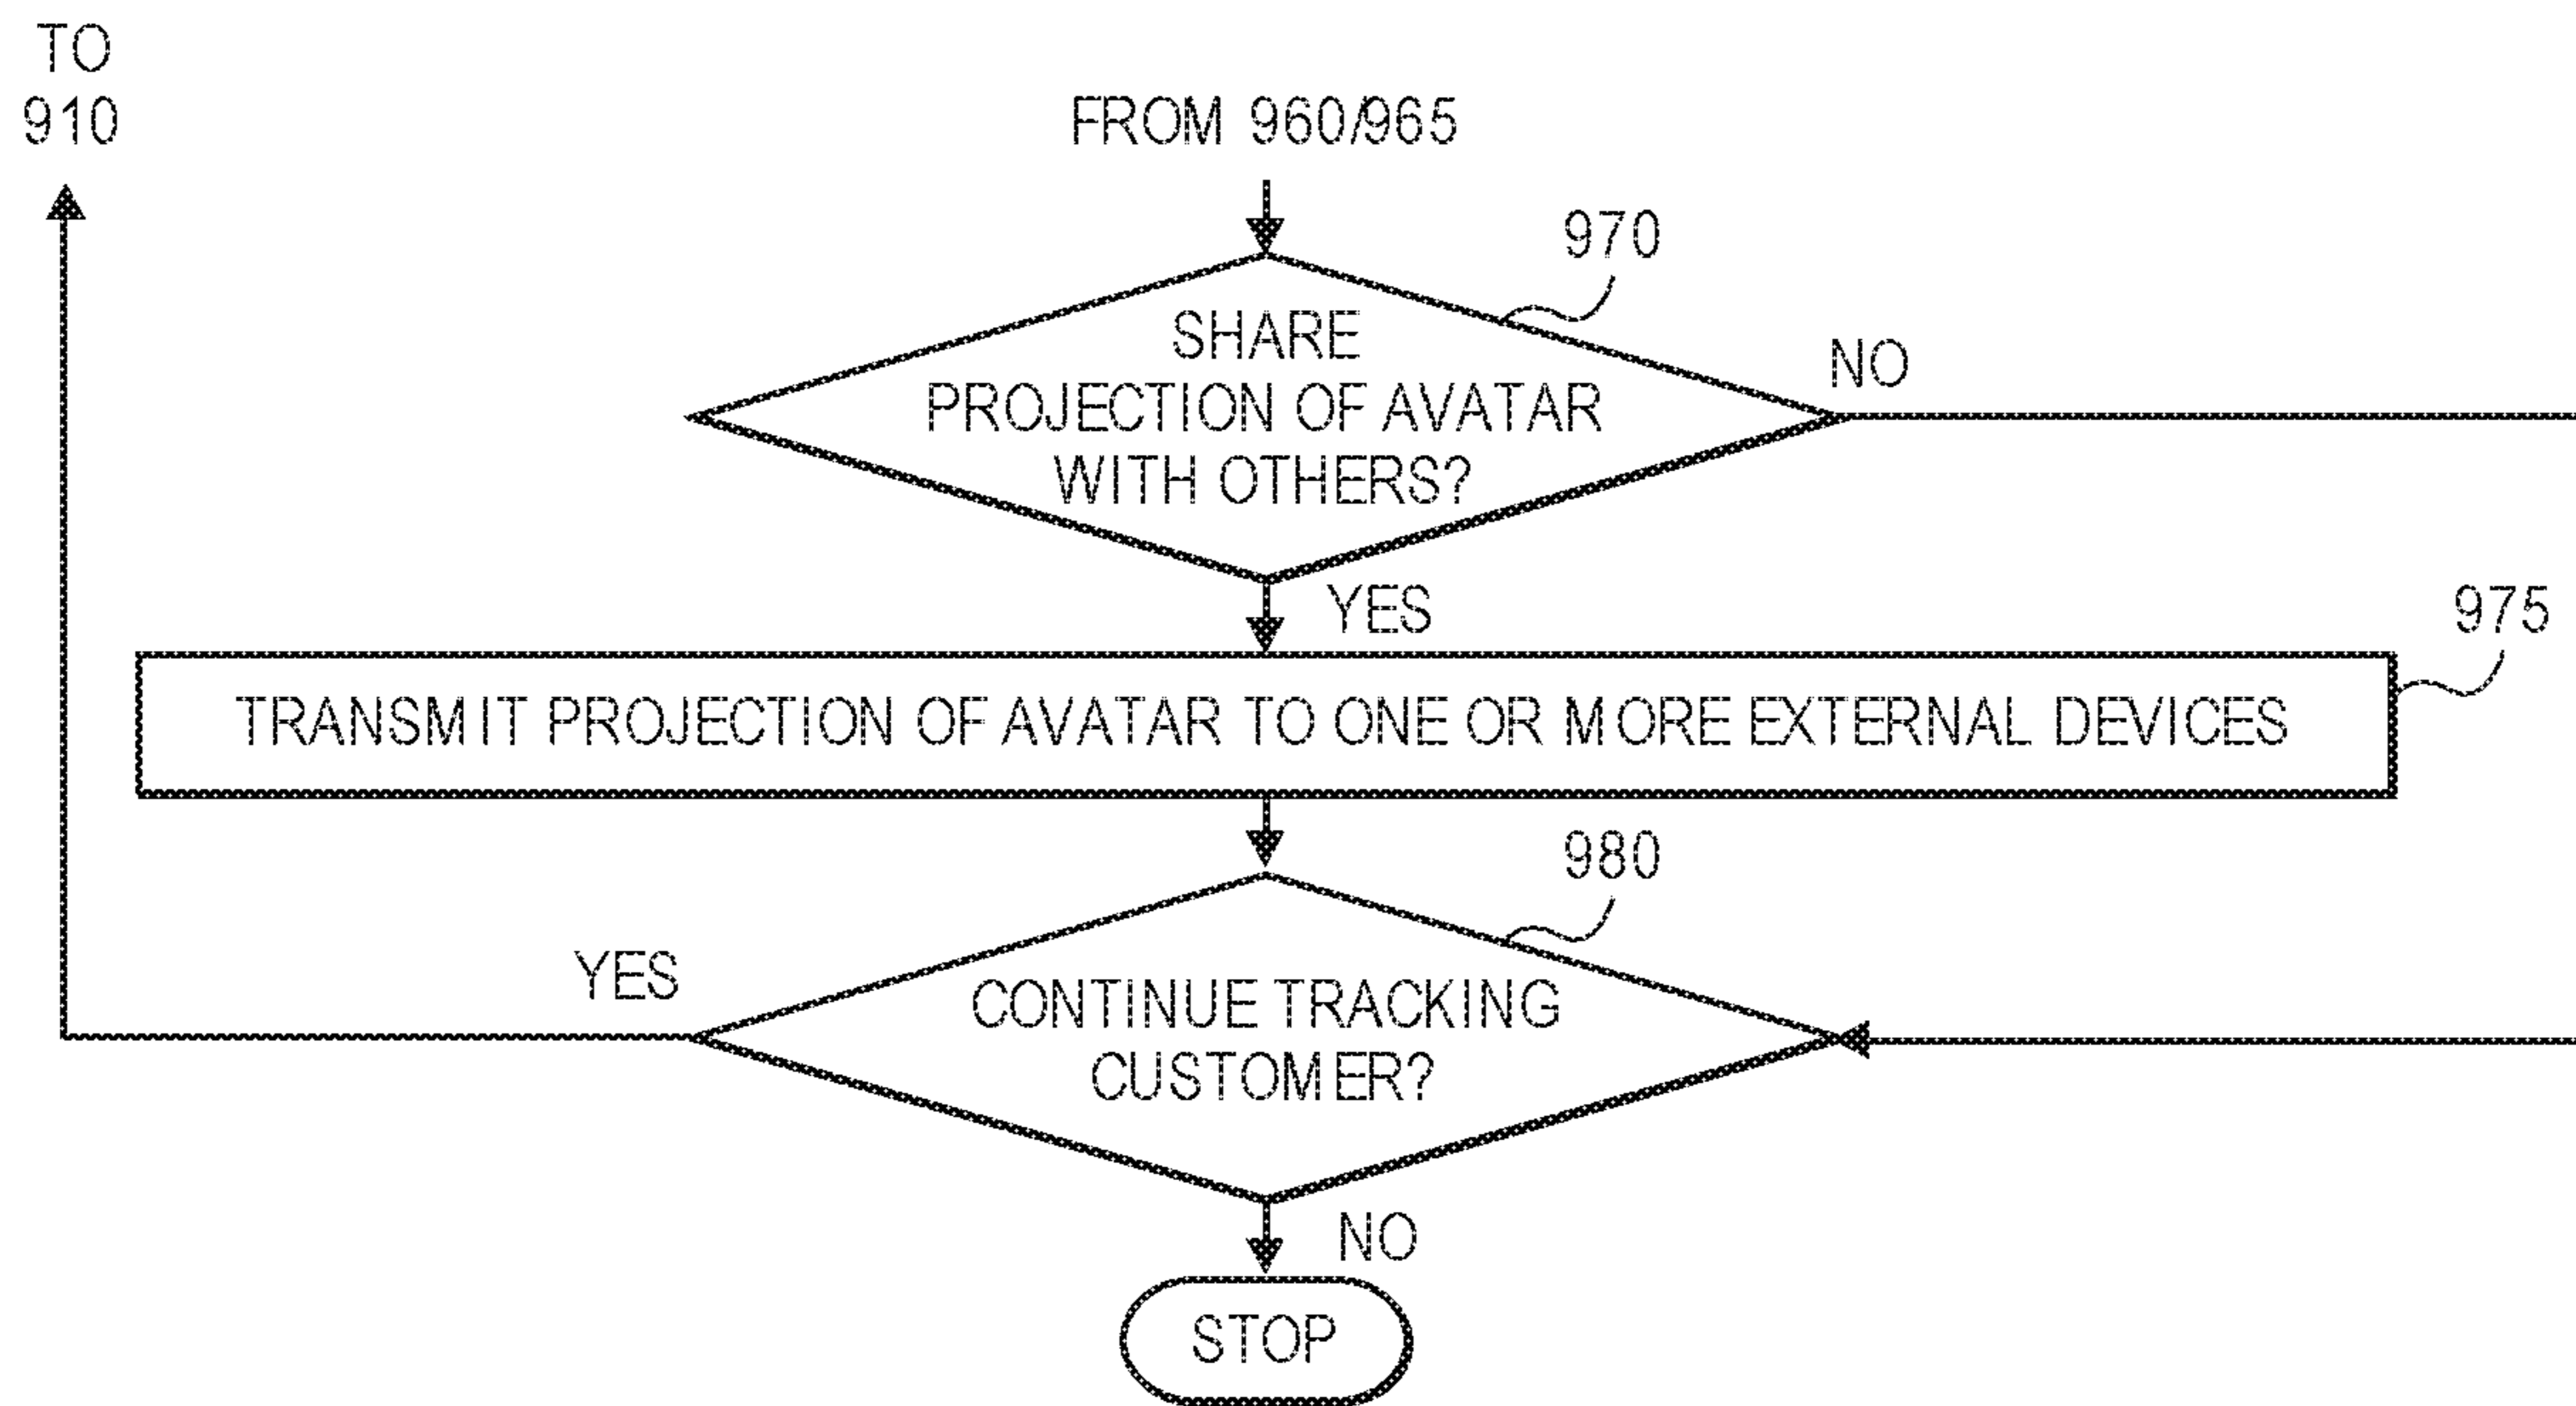 TO
910
FROM 960/965
970
SHARE
PROJECTION OF AVATAR
WITH OTHERS?
NO
YES
975
TRANSMIT PROJECTION OF AVATAR TO ONE OR MORE EXTERNAL DEVICES
980
YES
CONTINUE TRACKING
CUSTOMER?
NO
STOP